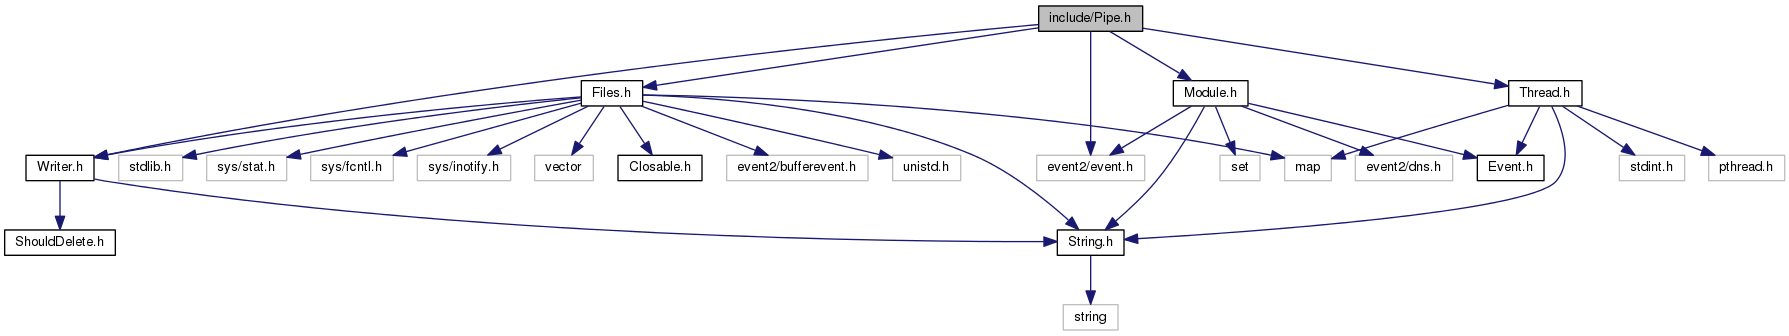 include/Pipe.h
Files.h
Module.h
Thread.h
Writer.h
stdlib.h
sys/stat.h
sys/fcntl.h
sys/inotify.h
vector
Closable.h
event2/bufferevent.h
unistd.h
event2/event.h
set
map
event2/dns.h
Event.h
stdint.h
pthread.h
ShouldDelete.h
String.h
string